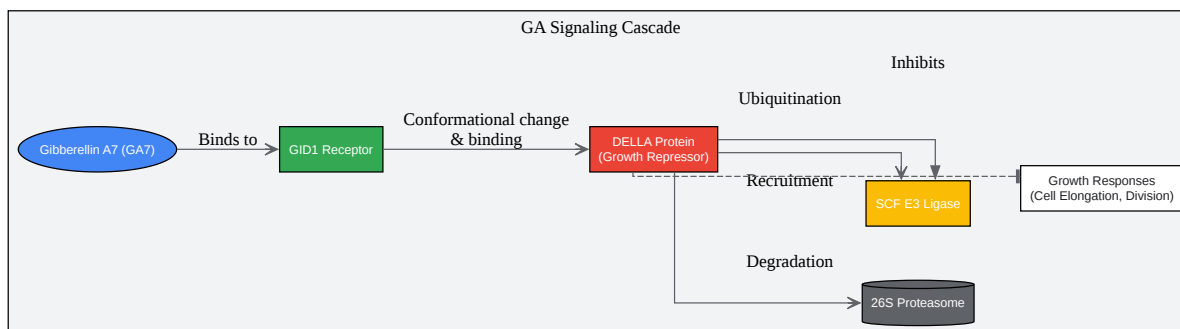 GA Signaling Cascade
Inhibits
Ubiquitination
Conformational change
& binding
Binds to
Gibberellin A7 (GA7)
GID1 Receptor
DELLA Protein
(Growth Repressor)
Recruitment
Growth Responses
(Cell Elongation, Division)
SCF E3 Ligase
Degradation
26S Proteasome